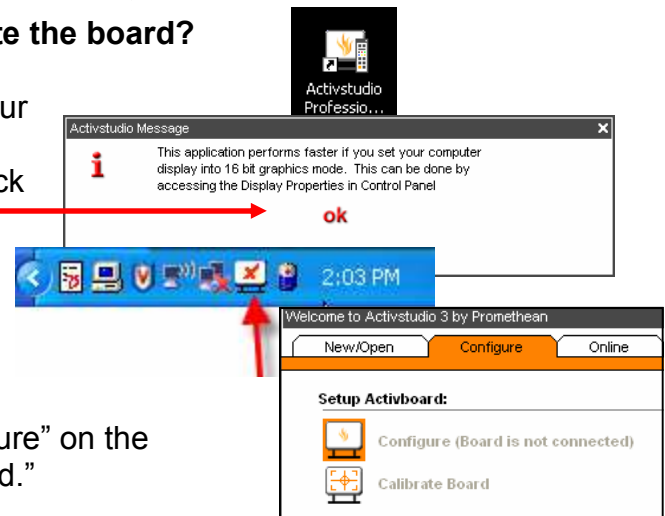 te the board?
Activstudio
Professio...
ur
Activstudio Message
This application performs faster if you set your computer
display into 16 bit graphics mode. This can be done by
accessing the Display Properties in Control Panel
ck
ok
2:03 PM
Welcome to Activstudio 3 by Promethean
New/Open
Configure
Online
Setup Activboard:
Configure (Board is not connected)
Calibrate Board
ure” on the
d.”